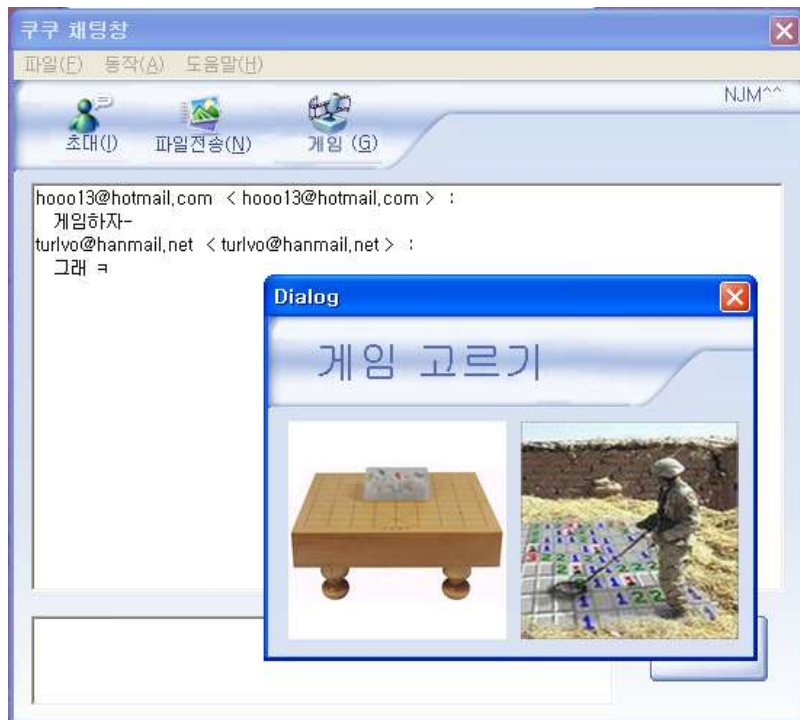 쿠쿠 채팅창
파일(F) 동작(A) 도움말(H)
NJM^^
초대(I) 파일전송(N) 게임 (G)
hooo13@hotmail,com < hooo13@hotmail,com > :
게임하자-
turlvo@hanmail,net < turlvo@hanmail,net > :
그래 ㅋ
Dialog
게임 고르기